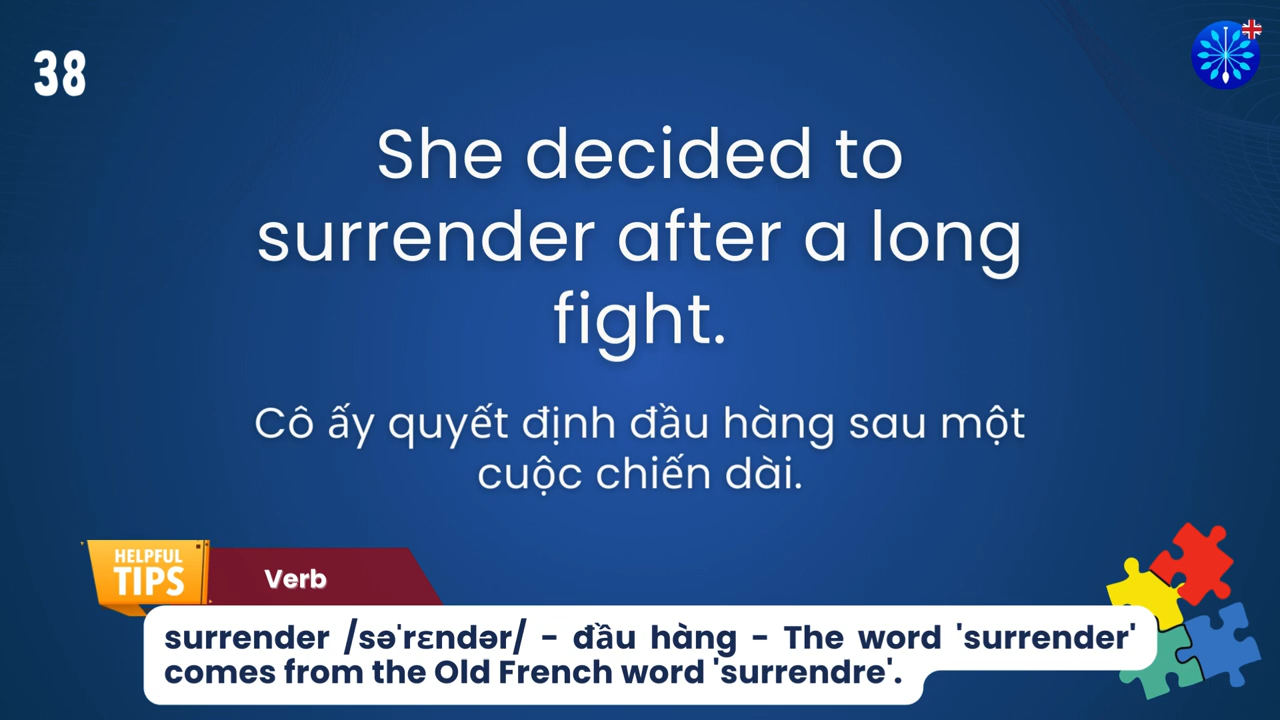 38
She decided to
surrender after a long
fight.
Cô ấy quyết định đầu hàng sau một
cuộc chiến dài.
HELPFUL
TIPS
Verb
surrender /səˈrɛndər/ - đầu hàng - The word 'surrender'
comes from the Old French word 'surrendre'.